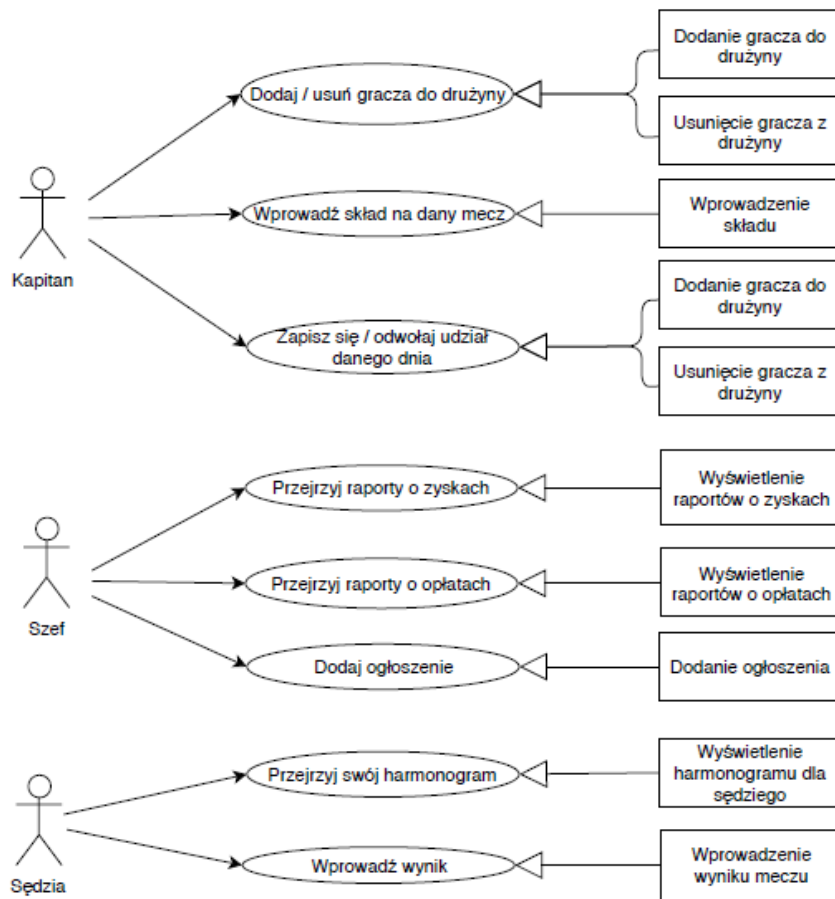 Dodanie gracza do
drużyny
Dodaj / usuń gracza do drużyny
Usunięcie gracza z
drużyny
Kapitan
Wprowadź skład na dany mecz
Wprowadzenie
składu
Dodanie gracza do
drużyny
Zapisz się / odwołaj udział
danego dnia
Usunięcie gracza z
drużyny
Szef
Przejrzyj raporty o zyskach
Wyświetlenie
raportów o zyskach
Przejrzyj raporty o opłatach
Wyświetlenie
raportów o opłatach
Dodaj ogłoszenie
Dodanie ogłoszenia
Sędzia
Przejrzyj swój harmonogram
Wyświetlenie
harmonogramu dla
sędziego
Wprowadź wynik
Wprowadzenie
wyniku meczu